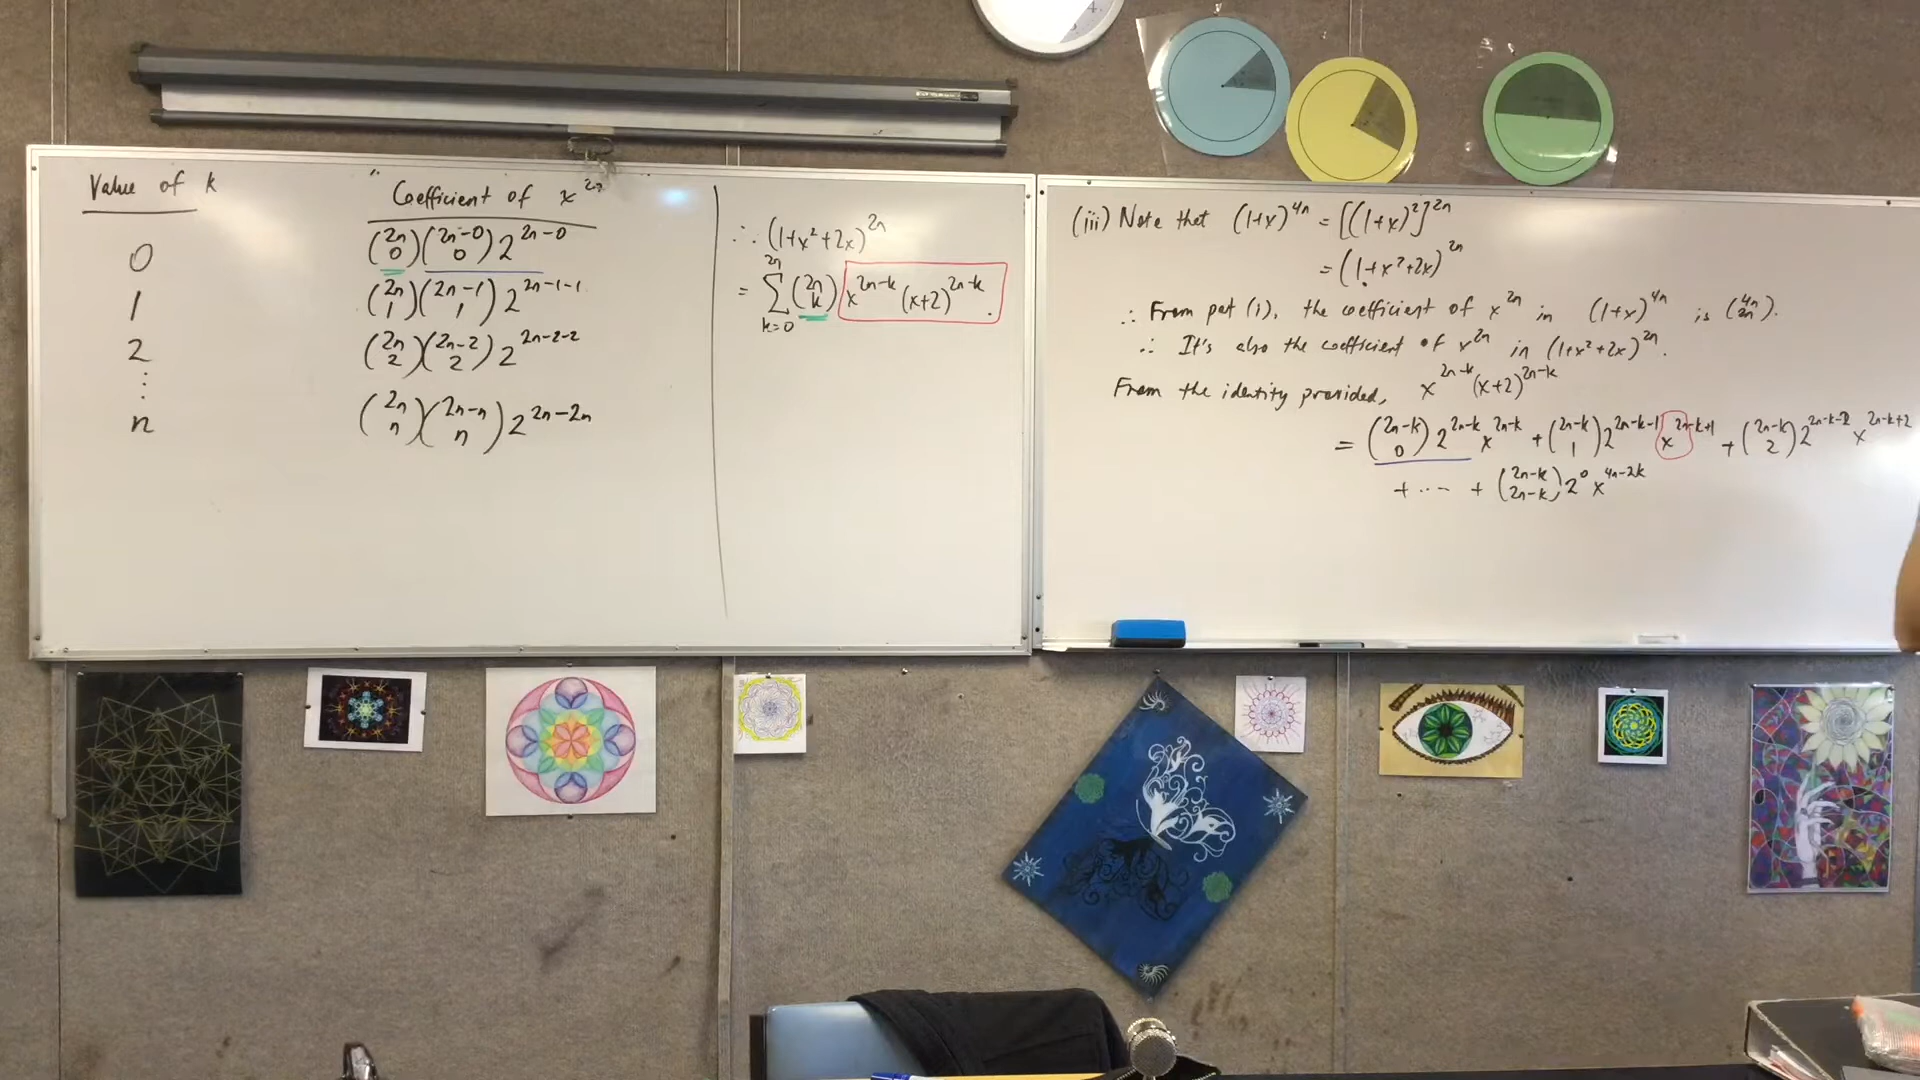 Value of k
"Coefficient of x^2n
0
(2n 0)(2n-0 0) 2^2n-0
1
(2n 1)(2n-1 1) 2^2n-1-1
2
(2n 2)(2n-2 2) 2^2n-2-2
⋮
n
(2n n)(2n-n n) 2^2n-2n
∴ (1+x²+2x)^2n
= ∑_{k=0}^{2n} (2n k) x^2n-k (x+2)^2n-k.
(iii) Note that (1+x)^4n = [(1+x)²]^2n
= (1+x²+2x)^2n
∴ From part (i), the coefficient of x^2n in (1+x)^4n is (4n 2n).
∴ It's also the coefficient of x^2n in (1+x²+2x)^2n.
From the identity provided, x^2n-k (x+2)^2n-k
= (2n-k 0) 2^2n-k x^2n-k + (2n-k 1) 2^2n-k-1 x^2n-k+1 + (2n-k 2) 2^2n-k-2 x^2n-k+2
+ ... + (2n-k 2n-k) 2^0 x^4n-2k